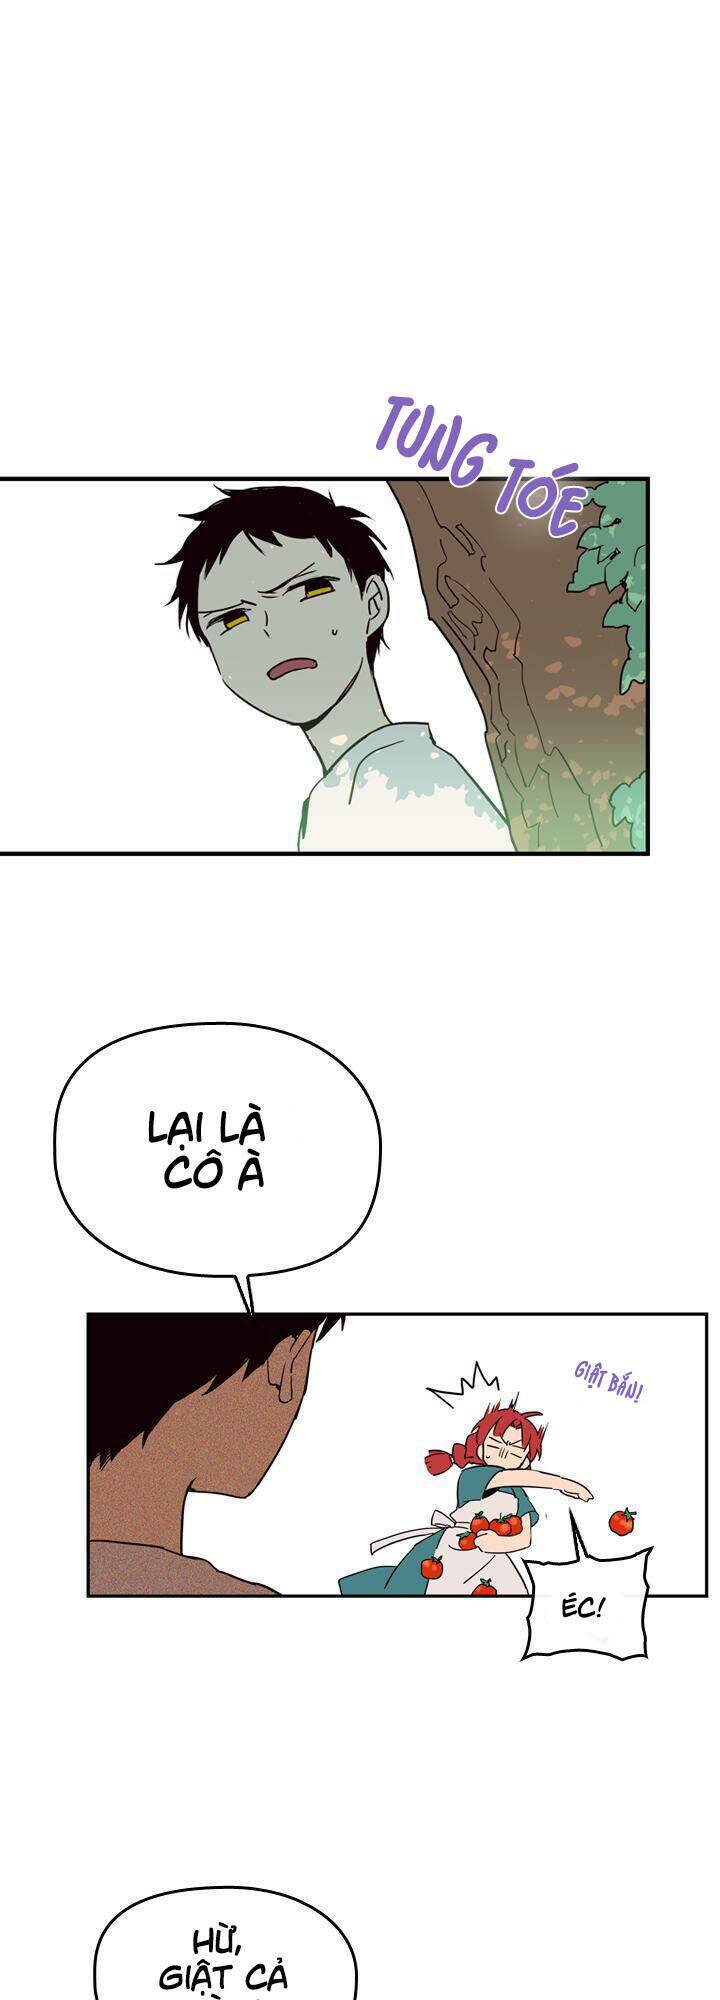 TUNG TÓE
LẠI LÀ
CÔ À
GIẬT BẮN!
ÉC!
HỪ,
GIẬT CẢ